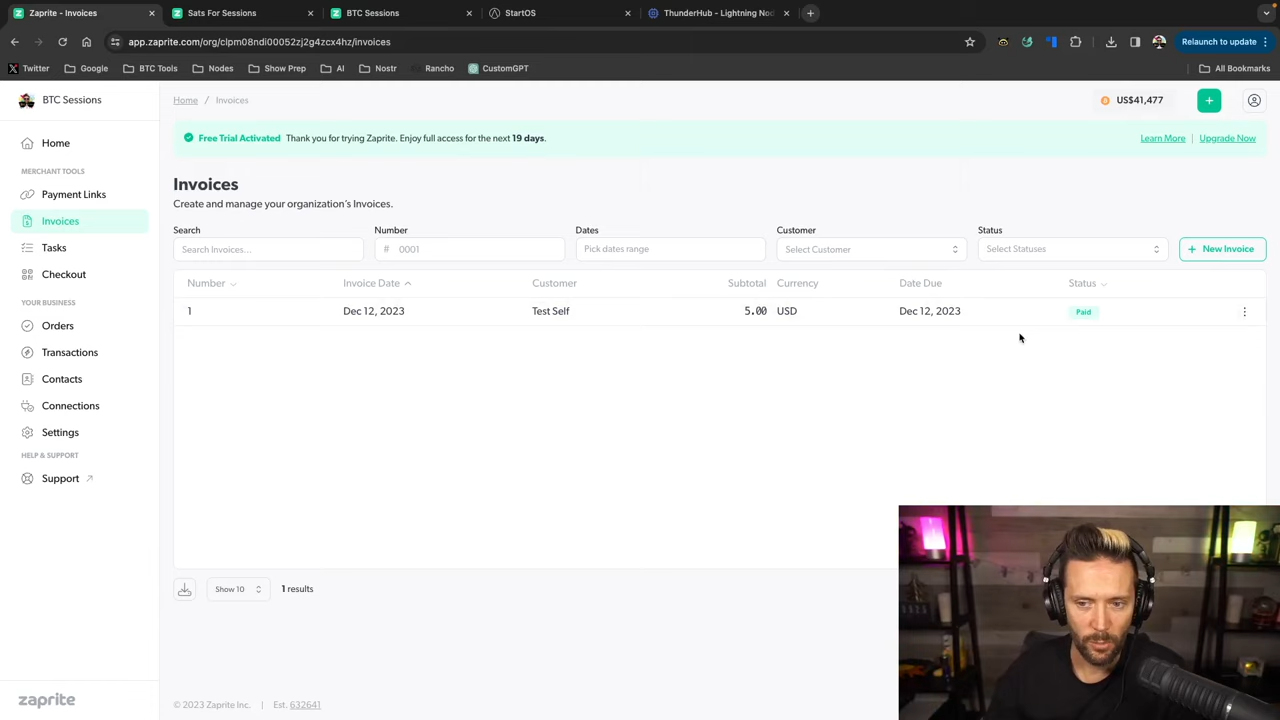 Zaprite - Invoices
Sats For Sessions
BTC Sessions
StartOS
ThunderHub - Lightning Nod
app.zaprite.com/org/clpm08ndi00052zj2g4zcx4hz/invoices
Relaunch to update
Twitter
Google
BTC Tools
Nodes
Show Prep
AI
Nostr
Rancho
CustomGPT
All Bookmarks
BTC Sessions
Home / Invoices
US$41,477
Free Trial Activated Thank you for trying Zaprite. Enjoy full access for the next 19 days.
Learn More | Upgrade Now
Home
MERCHANT TOOLS
Payment Links
Invoices
Tasks
Checkout
YOUR BUSINESS
Orders
Transactions
Contacts
Connections
Settings
HELP & SUPPORT
Support
zaprite
Invoices
Create and manage your organization's Invoices.
Search
Number
Dates
Customer
Status
Search Invoices...
# 0001
Pick dates range
Select Customer
Select Statuses
+ New Invoice
Number
Invoice Date
Customer
Subtotal
Currency
Date Due
Status
1
Dec 12, 2023
Test Self
5.00
USD
Dec 12, 2023
Paid
Show 10
1 results
© 2023 Zaprite Inc. | Est. 632641